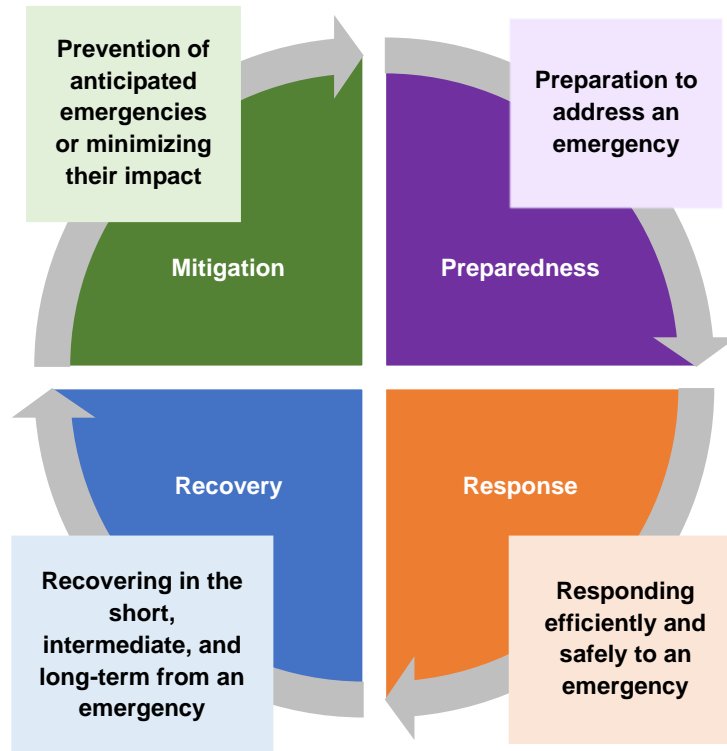 Prevention of
anticipated
emergencies
or minimizing
their impact
Preparation to
address an
emergency
Mitigation
Preparedness
Recovery
Response
Recovering in the
short,
intermediate, and
long-term from an
emergency
Responding
efficiently and
safely to an
emergency